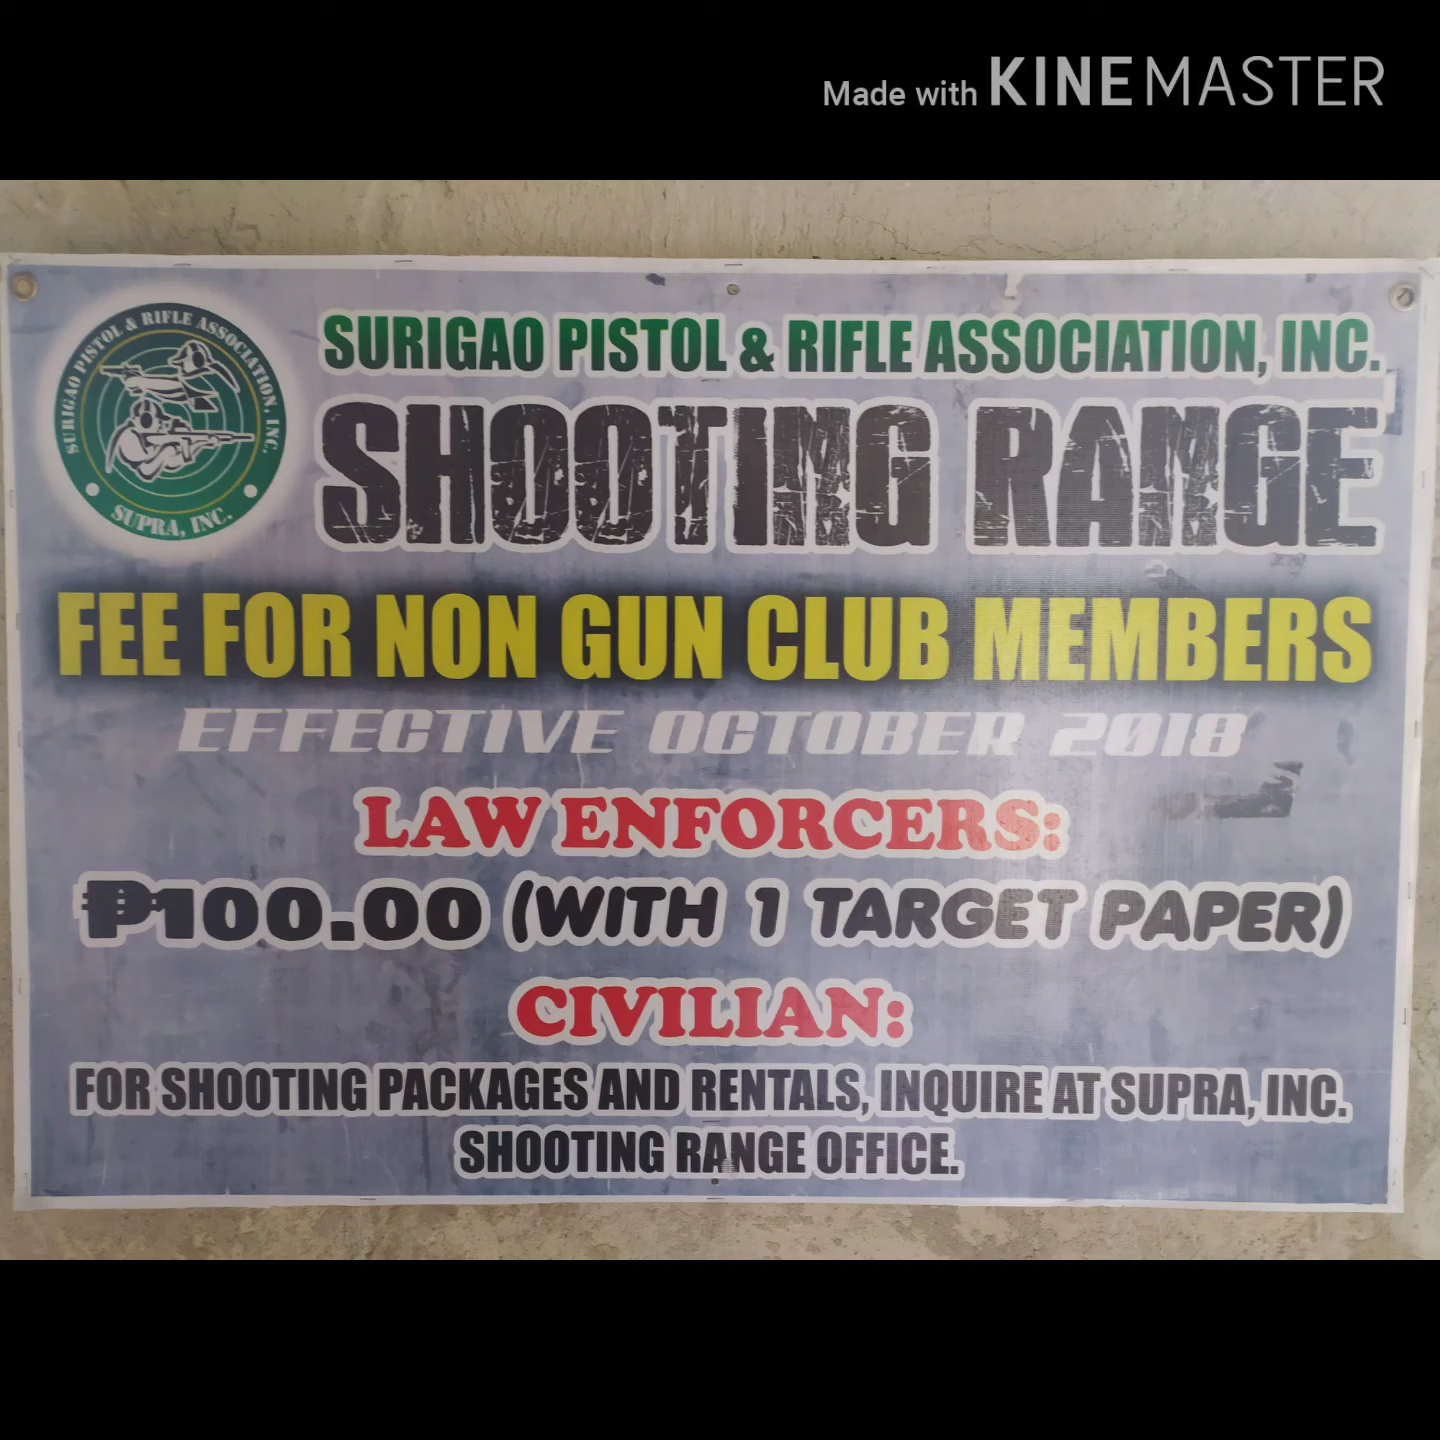 Made with KINEMASTER
SURIGAO PISTOL & RIFLE ASSOCIATION, INC.
SUPRA, INC.
SURIGAO PISTOL & RIFLE ASSOCIATION, INC.
SHOOTING RANGE
FEE FOR NON GUN CLUB MEMBERS
EFFECTIVE OCTOBER 2018
LAW ENFORCERS:
₱100.00 (WITH 1 TARGET PAPER)
CIVILIAN:
FOR SHOOTING PACKAGES AND RENTALS, INQUIRE AT SUPRA, INC.
SHOOTING RANGE OFFICE.